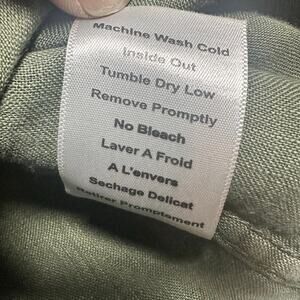 Machine Wash Cold
Inside Out
Tumble Dry Low
Remove Promptly
No Bleach
Laver A Froid
A L'envers
Sechage Delicat
Retirer Promptement